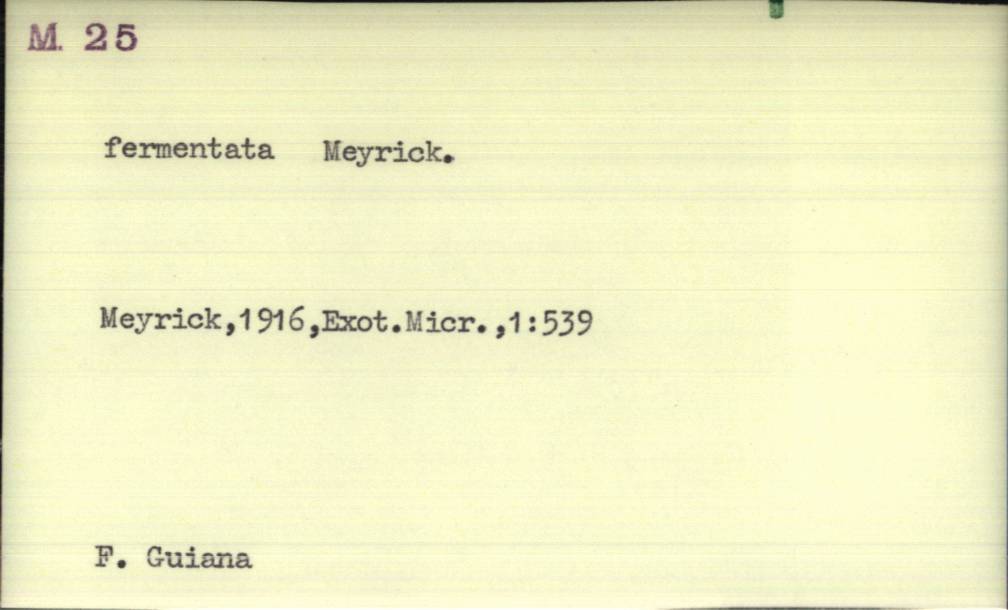 M. 25
fermentata Meyrick.
Meyrick,1916,Exot.Micr.,1:539
F. Guiana